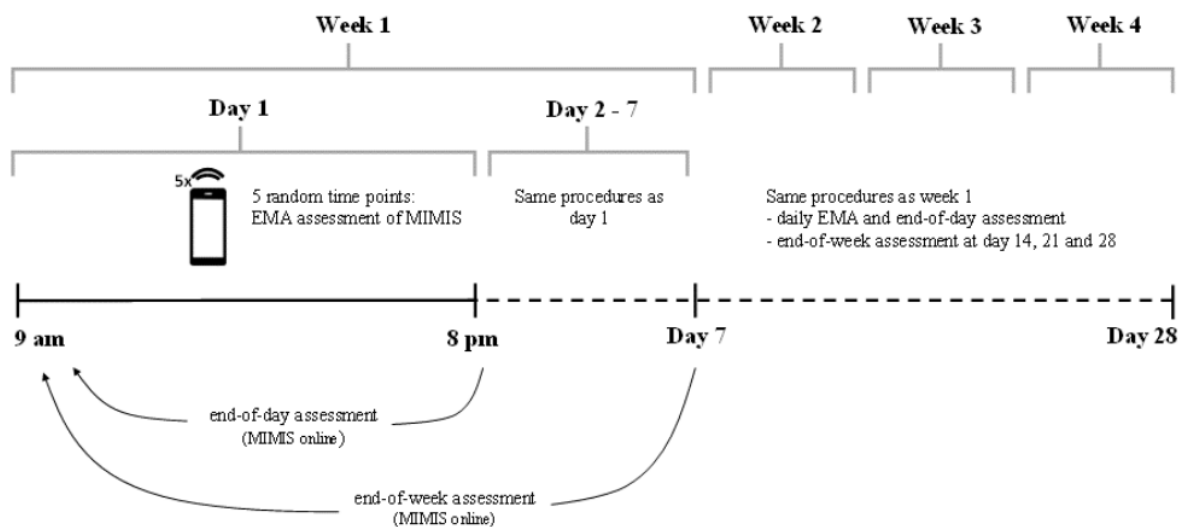 Week 1
Week 2
Week 3
Week 4
Day 1
Day 2 - 7
5x
5 random time points:
EMA assessment of MIMIS
Same procedures as
day 1
Same procedures as week 1
- daily EMA and end-of-day assessment
- end-of-week assessment at day 14, 21 and 28
9 am
8 pm
Day 7
Day 28
end-of-day assessment
(MIMIS online)
end-of-week assessment
(MIMIS online)